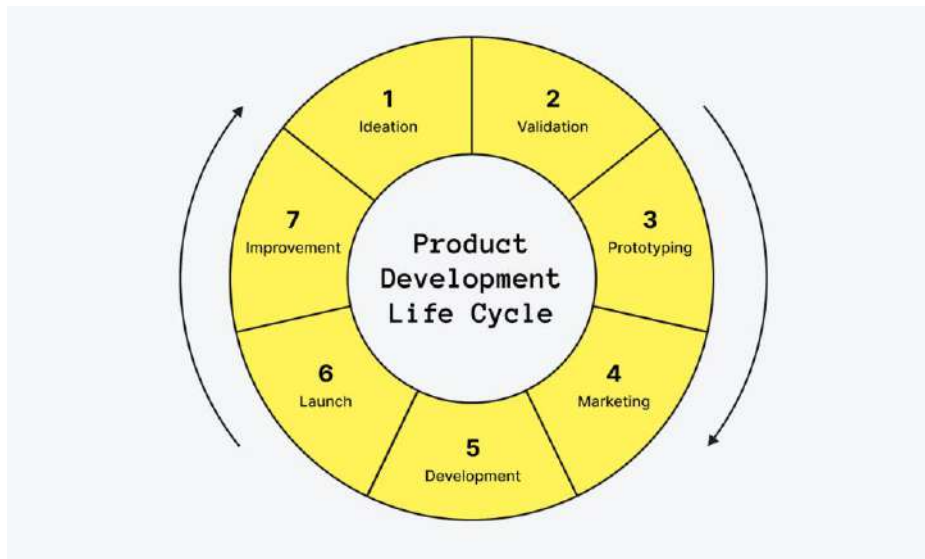 1
Ideation
2
Validation
3
Prototyping
4
Marketing
5
Development
6
Launch
7
Improvement
Product
Development
Life Cycle